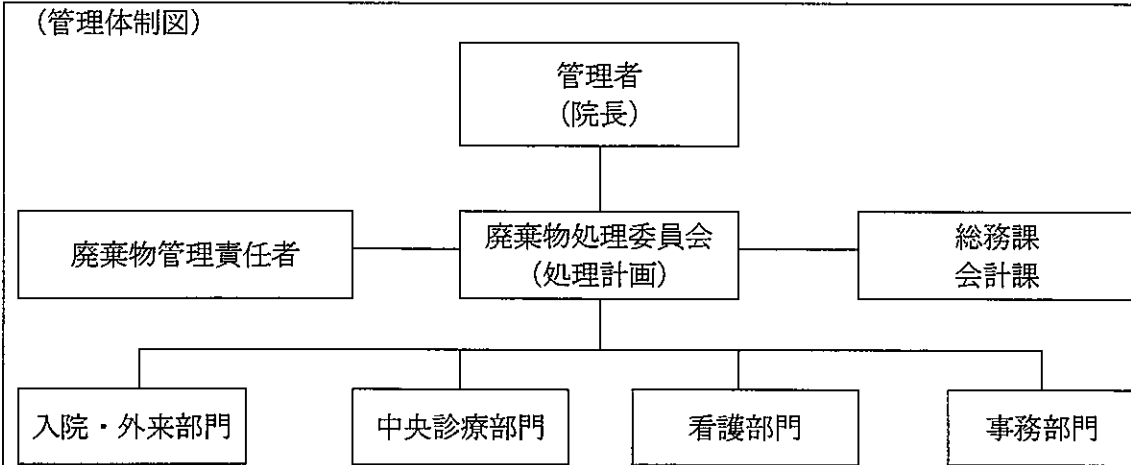 (管理体制図)
管理者
(院長)
廃棄物管理責任者
廃棄物処理委員会
(処理計画)
総務課
会計課
入院・外来部門
中央診療部門
看護部門
事務部門